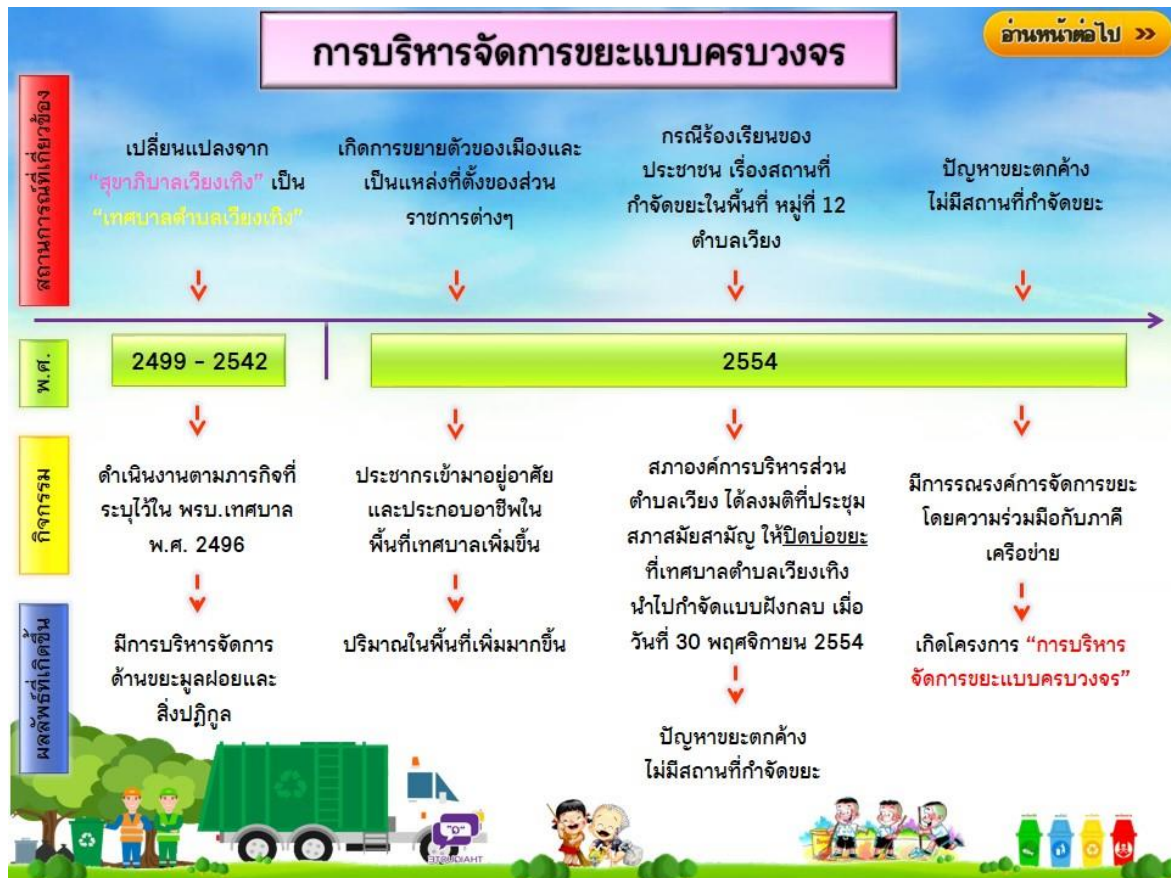 การบริหารจัดการขยะแบบครบวงจร
อ่านหน้าต่อไป >>
สถานการณ์ที่เกี่ยวข้อง
เปลี่ยนแปลงจาก
“สุขาภิบาลเวียงเทิง” เป็น
“เทศบาลตำบลเวียงเทิง”
เกิดการขยายตัวของเมืองและ
เป็นแหล่งที่ตั้งของส่วน
ราชการต่างๆ
กรณีร้องเรียนของ
ประชาชน เรื่องสถานที่
กำจัดขยะในพื้นที่ หมู่ที่ 12
ตำบลเวียง
ปัญหาขยะตกค้าง
ไม่มีสถานที่กำจัดขยะ
พ.ศ.
2499 - 2542
2554
กิจกรรม
ดำเนินงานตามภารกิจที่
ระบุไว้ใน พรบ.เทศบาล
พ.ศ. 2496
ประชากรเข้ามาอยู่อาศัย
และประกอบอาชีพใน
พื้นที่เทศบาลเพิ่มขึ้น
สภาองค์การบริหารส่วน
ตำบลเวียง ได้ลงมติที่ประชุม
สภาสมัยสามัญ ให้ปิดบ่อขยะ
ที่เทศบาลตำบลเวียงเทิง
นำไปกำจัดแบบฝังกลบ เมื่อ
วันที่ 30 พฤศจิกายน 2554
มีการรณรงค์การจัดการขยะ
โดยความร่วมมือกับภาคี
เครือข่าย
ผลลัพธ์ที่เกิดขึ้น
มีการบริหารจัดการ
ด้านขยะมูลฝอยและ
สิ่งปฏิกูล
ปริมาณในพื้นที่เพิ่มมากขึ้น
ปัญหาขยะตกค้าง
ไม่มีสถานที่กำจัดขยะ
เกิดโครงการ “การบริหาร
จัดการขยะแบบครบวงจร”